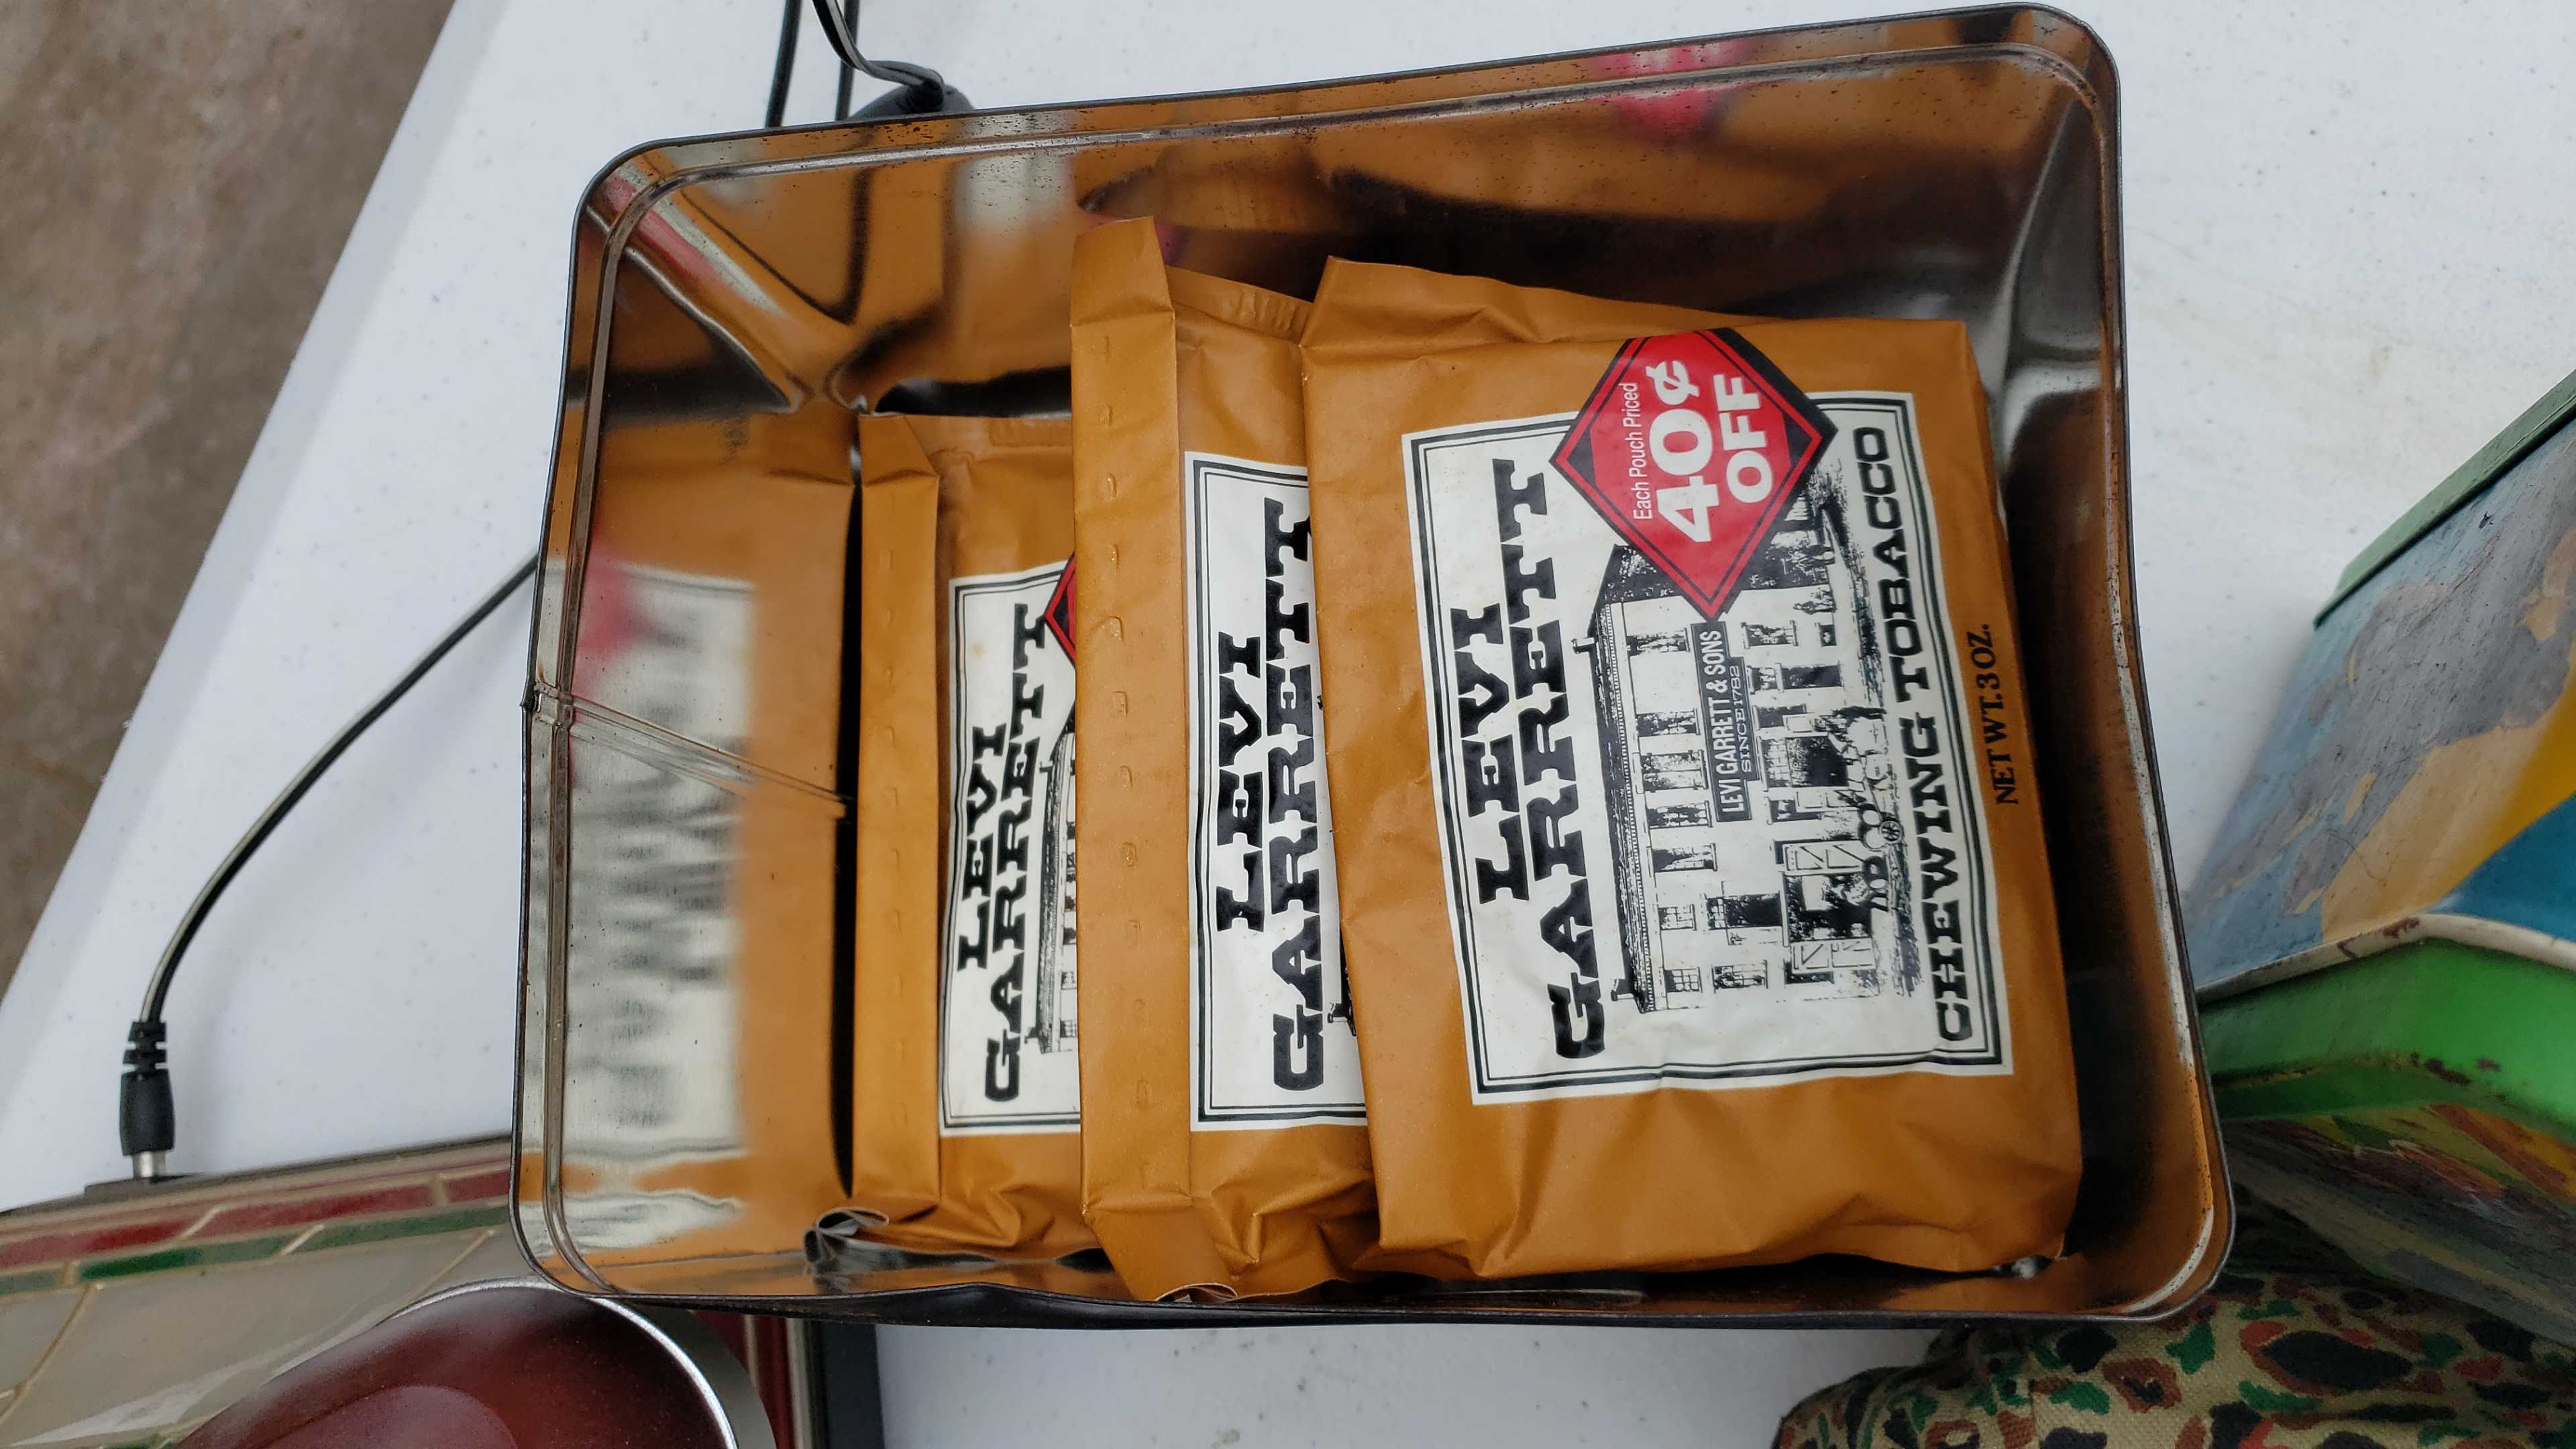 LEVI
GARRETT
LEVI
GARRETT
LEVI
GARRETT
Each Pouch Priced
40¢
OFF
LEVI GARRETT & SONS
SINCE 1782
CHEWING TOBACCO
NET WT. 3 OZ.